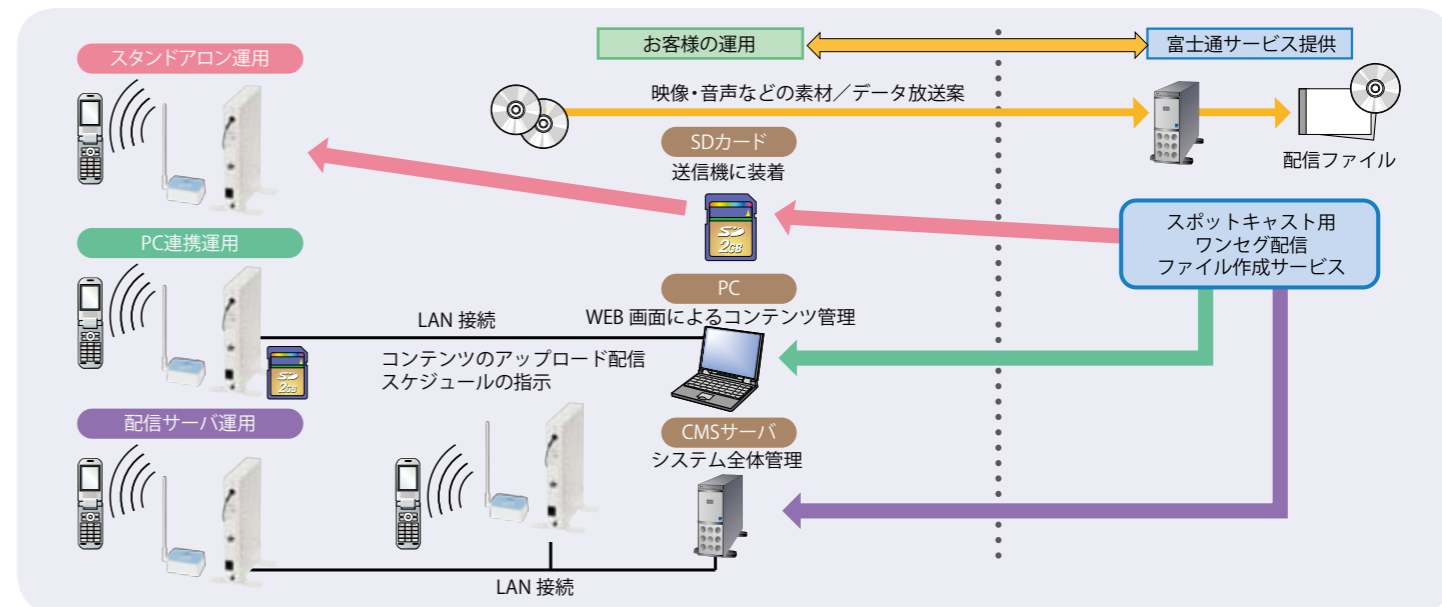 お客様の運用
富士通サービス提供
スタンドアロン運用
映像・音声などの素材／データ放送案
SDカード
送信機に装着
配信ファイル
SD
2GB
スポットキャスト用
ワンセグ配信
ファイル作成サービス
PC連携運用
PC
LAN 接続
WEB 画面によるコンテンツ管理
コンテンツのアップロード配信
スケジュールの指示
SD
2GB
配信サーバ運用
CMSサーバ
システム全体管理
LAN 接続